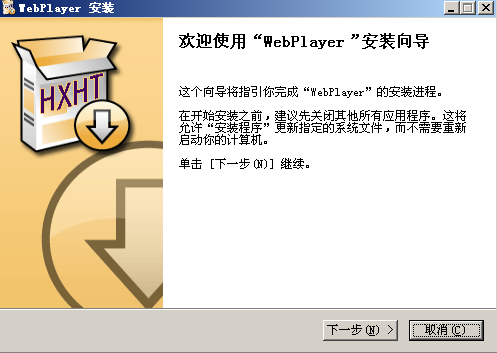 WebPlayer 安装
HXHT
欢迎使用“WebPlayer ”安装向导
这个向导将指引你完成“WebPlayer”的安装进程。
在开始安装之前，建议先关闭其他所有应用程序。这将
允许“安装程序”更新指定的系统文件，而不需要重新
启动你的计算机。
单击 [下一步(N)] 继续。
下一步(N) >
取消(C)